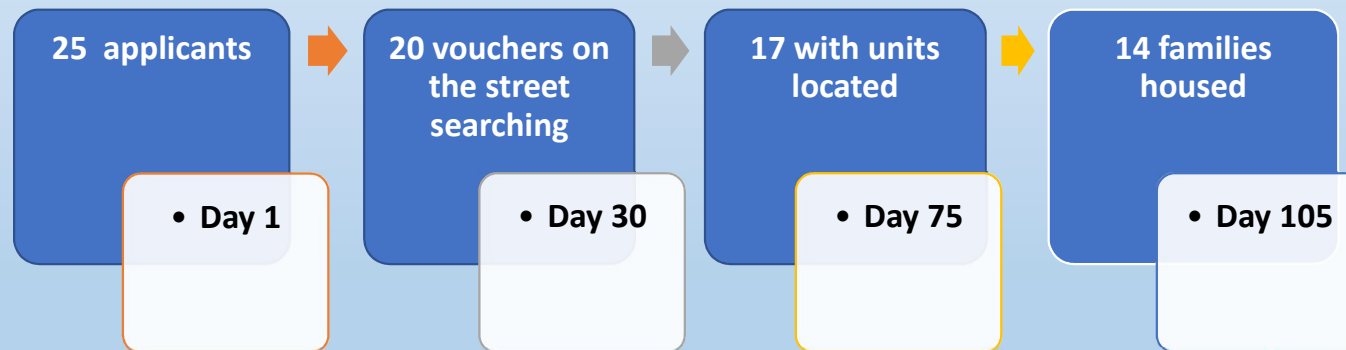 25 applicants
• Day 1
20 vouchers on
the street
searching
• Day 30
17 with units
located
• Day 75
14 families
housed
• Day 105